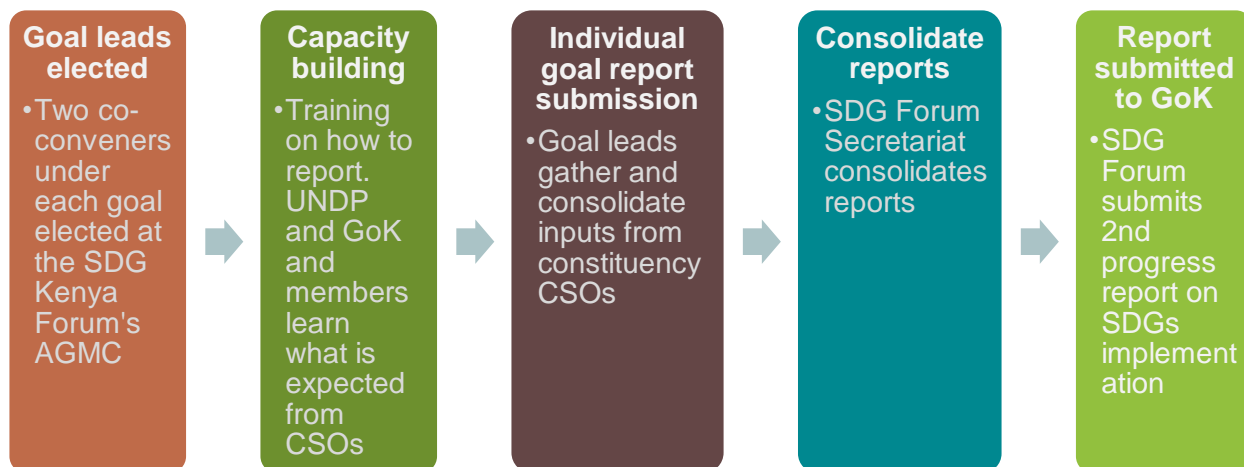 Goal leads
elected
•Two co-
conveners
under
each goal
elected at
the SDG
Kenya
Forum's
AGMC
Capacity
building
•Training
on how to
report.
UNDP
and GoK
and
members
learn
what is
expected
from
CSOs
Individual
goal report
submission
•Goal leads
gather and
consolidate
inputs from
constituency
CSOs
Consolidate
reports
•SDG Forum
Secretariat
consolidates
reports
Report
submitted
to GoK
•SDG
Forum
submits
2nd
progress
report on
SDGs
implement
ation